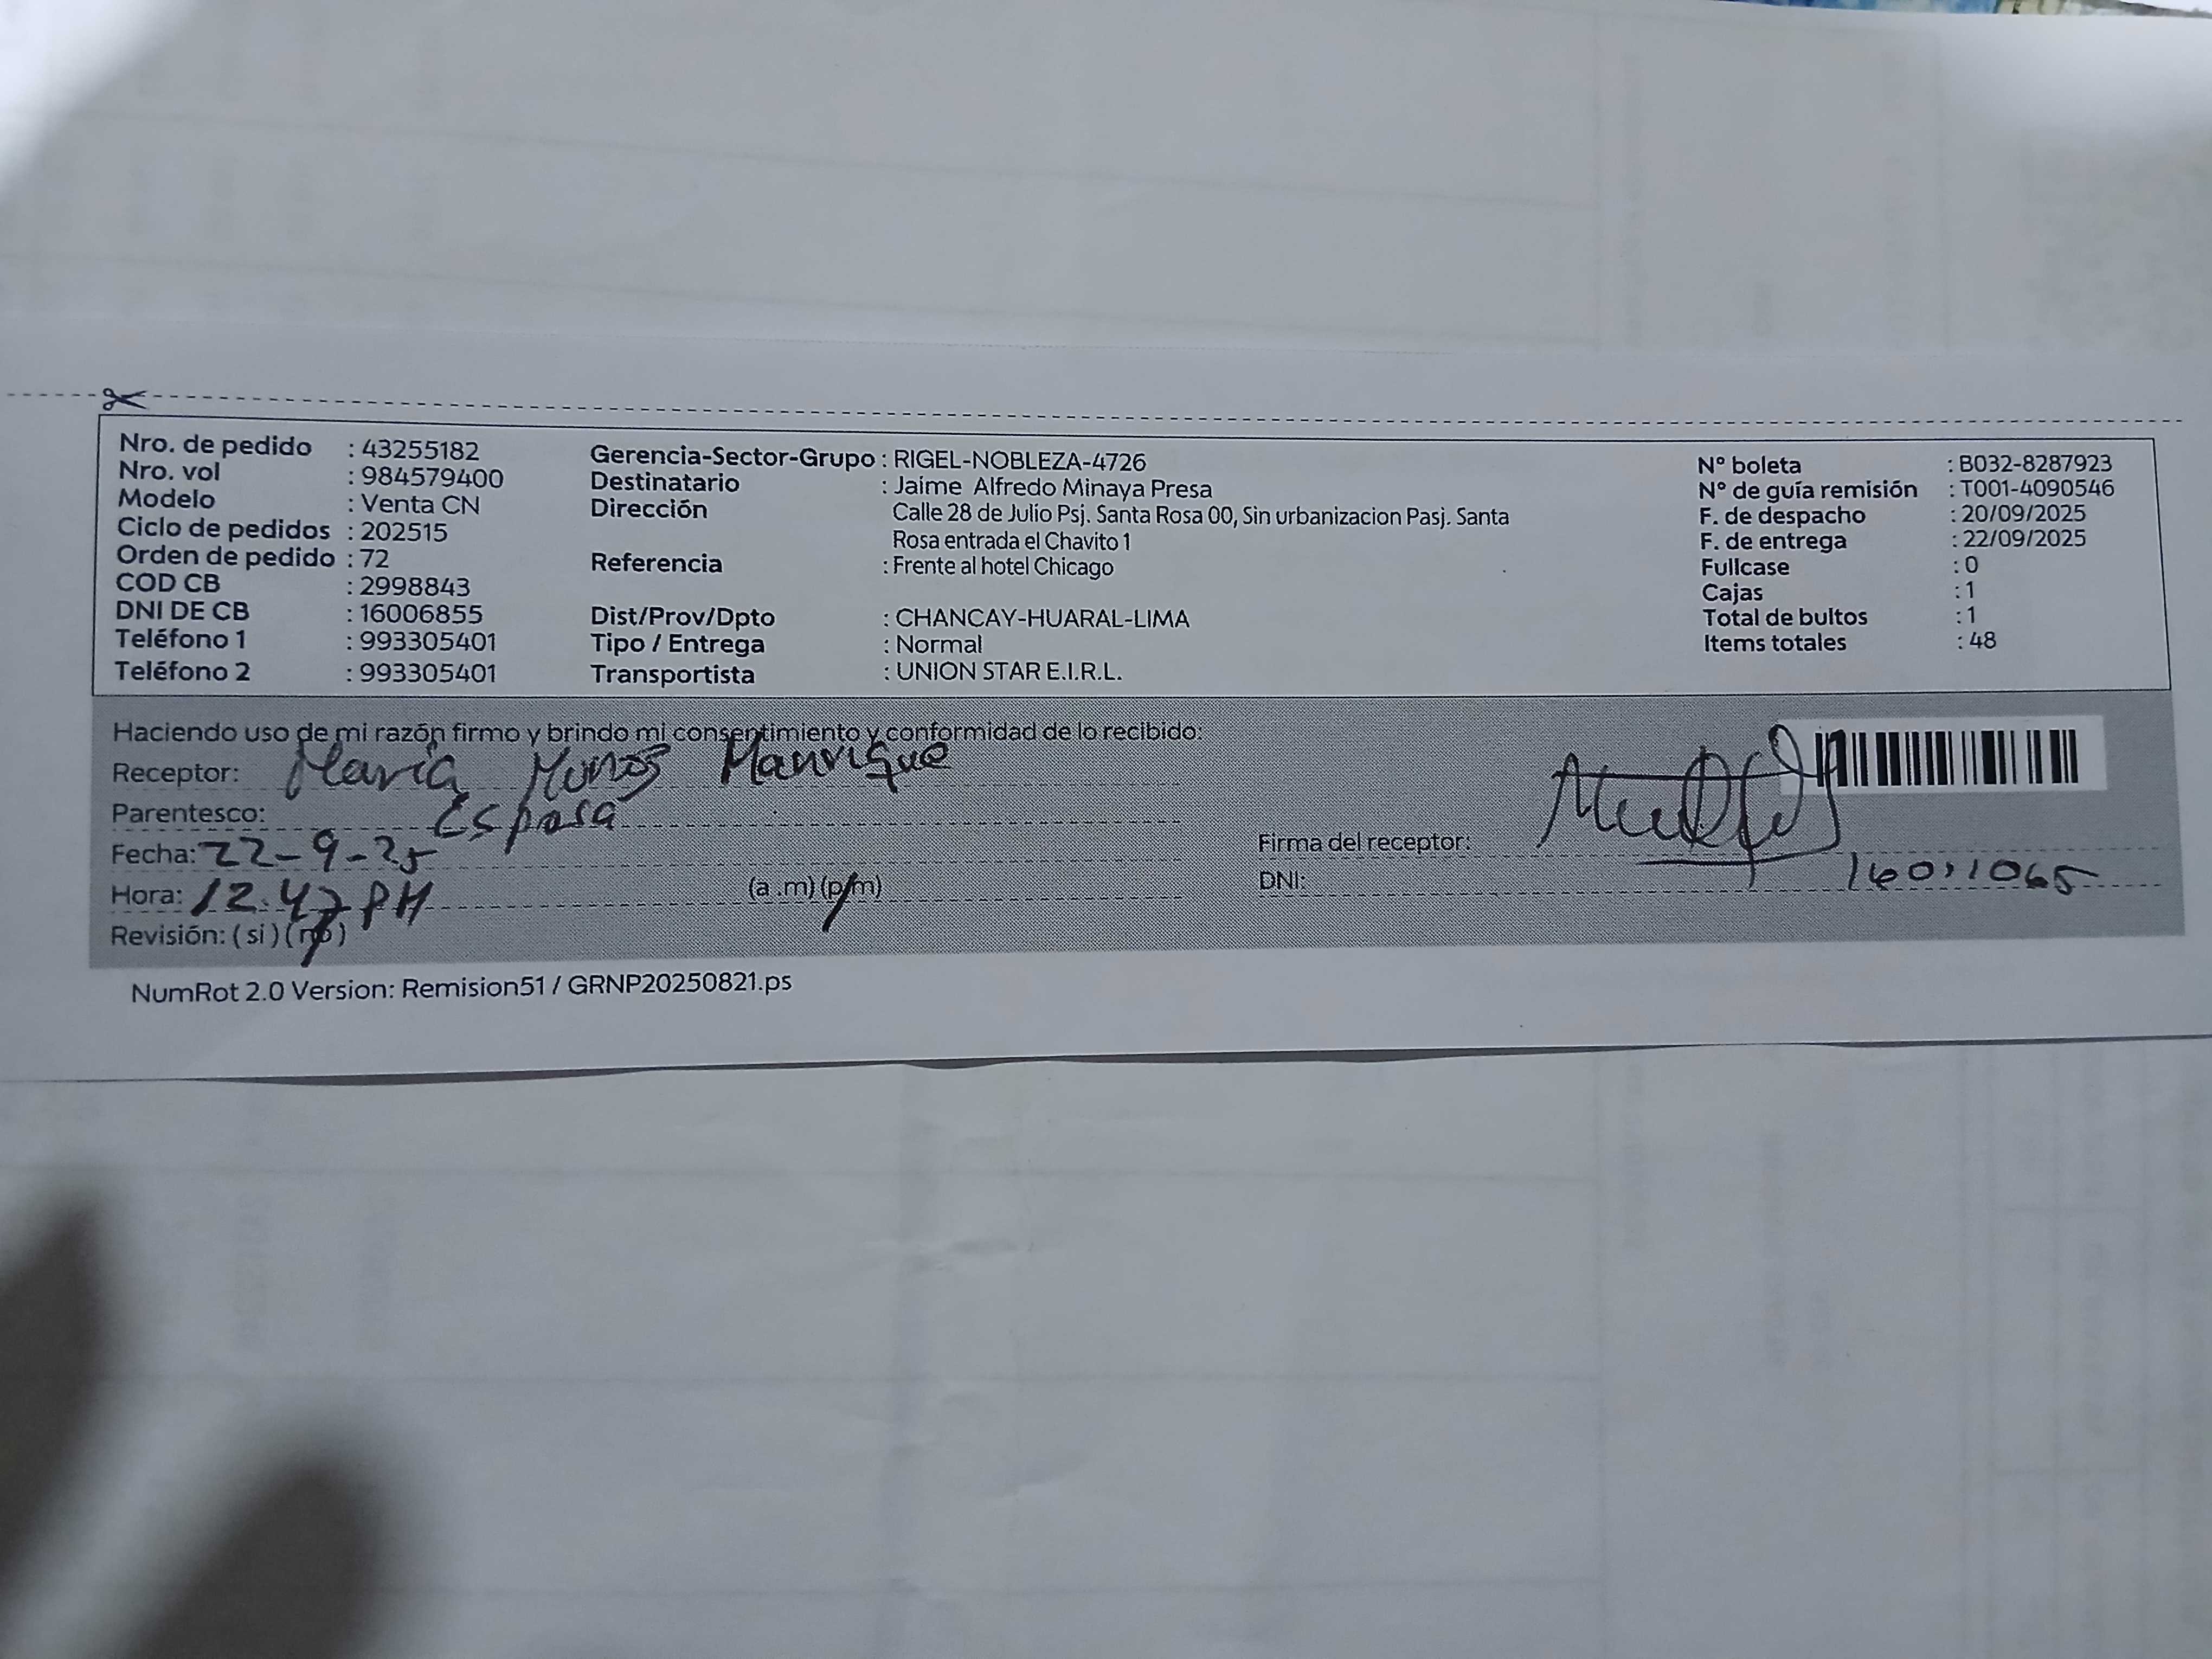 Nro. de pedido : 43255182
Nro. vol : 984579400
Modelo : Venta CN
Ciclo de pedidos : 202515
Orden de pedido : 72
COD CB : 2998843
DNI DE CB : 16006855
Teléfono 1 : 993305401
Teléfono 2 : 993305401
Gerencia-Sector-Grupo : RIGEL-NOBLEZA-4726
Destinatario : Jaime Alfredo Minaya Presa
Dirección Calle 28 de Julio Psj. Santa Rosa 00, Sin urbanizacion Pasj. Santa
Rosa entrada el Chavito 1
Referencia : Frente al hotel Chicago
Dist/Prov/Dpto : CHANCAY-HUARAL-LIMA
Tipo / Entrega : Normal
Transportista : UNION STAR E.I.R.L.
N° boleta : B032-8287923
N° de guía remisión : T001-4090546
F. de despacho : 20/09/2025
F. de entrega : 22/09/2025
Fullcase : 0
Cajas : 1
Total de bultos : 1
Items totales : 48
Haciendo uso de mi razón firmo y brindo mi consentimiento y conformidad de lo recibido:
Receptor: Maria Manrique
Parentesco: Esposa
Fecha: 22-9-25
Hora: 12.47 PM (a .m) (p/m)
Revisión: ( si ) ( no )
Firma del receptor:
DNI:
NumRot 2.0 Version: Remision51 / GRNP20250821.ps